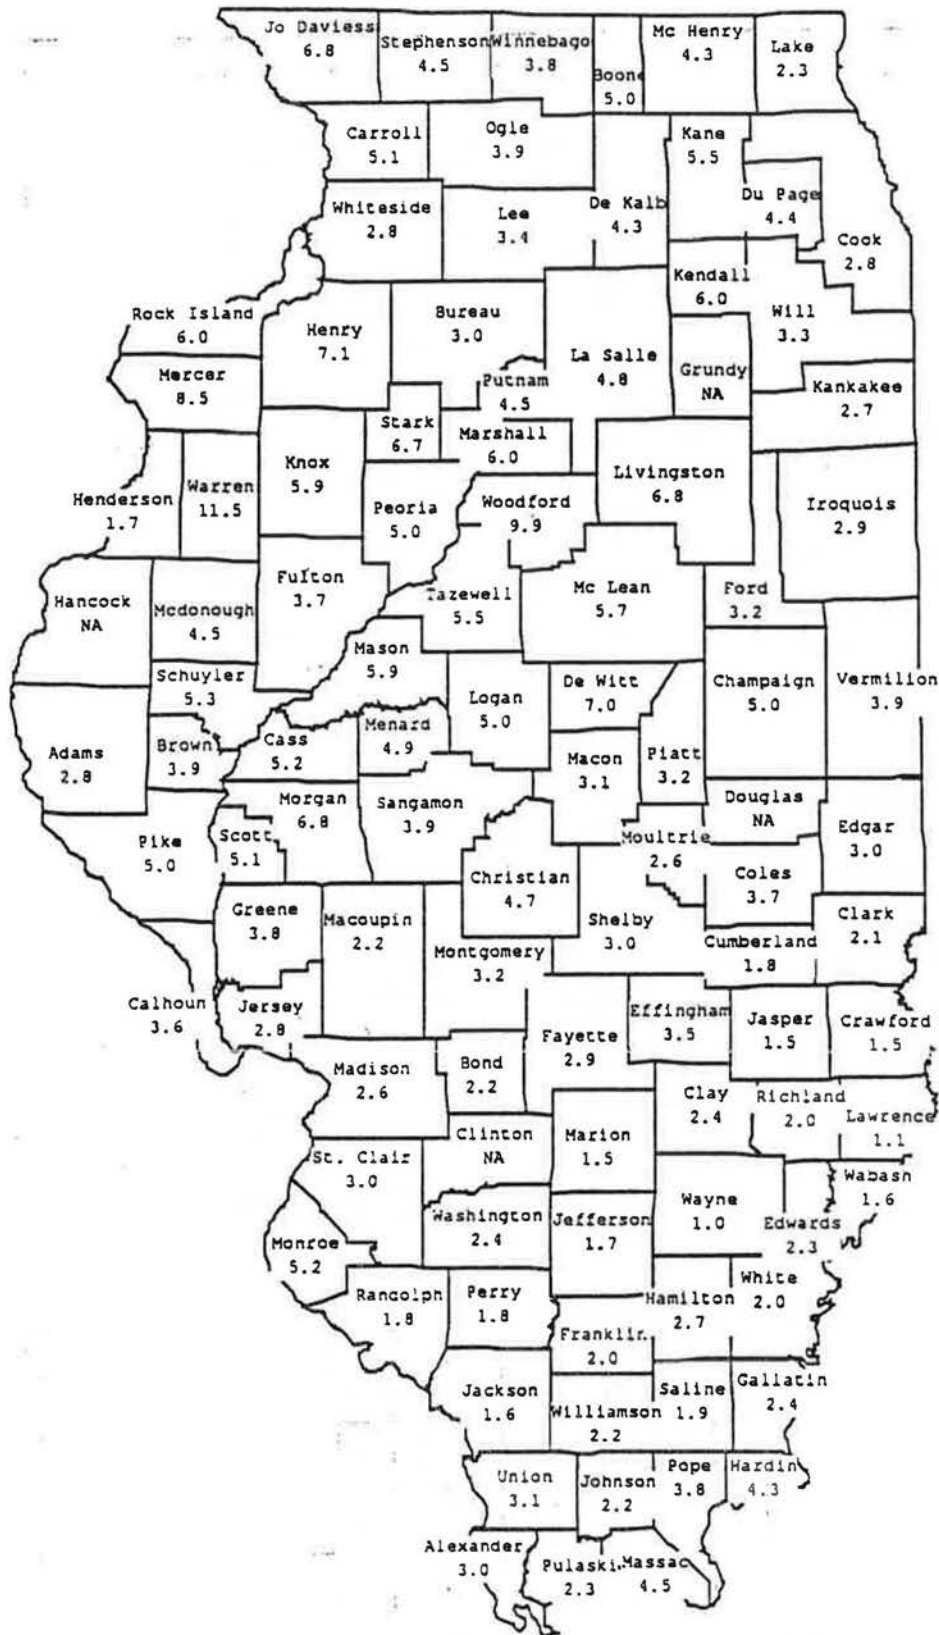 Jo Daviess
6.8
Stephenson
4.5
Winnebago
3.8
Boone
5.0
Mc Henry
4.3
Lake
2.3
Carroll
5.1
Ogle
3.9
Kane
5.5
Whiteside
2.8
Lee
3.4
De Kalb
4.3
Du Page
4.4
Cook
2.8
Rock Island
6.0
Henry
7.1
Bureau
3.0
La Salle
4.8
Kendall
6.0
Will
3.3
Mercer
8.5
Putnam
4.5
Grundy
NA
Kankakee
2.7
Stark
6.7
Marshall
6.0
Henderson
1.7
Warren
11.5
Knox
5.9
Peoria
5.0
Woodford
9.9
Livingston
6.8
Iroquois
2.9
Hancock
NA
Mcdonough
4.5
Fulton
3.7
Tazewell
5.5
Mc Lean
5.7
Ford
3.2
Schuyler
5.3
Mason
5.9
Logan
5.0
De Witt
7.0
Champaign
5.0
Vermilion
3.9
Adams
2.8
Brown
3.9
Cass
5.2
Menard
4.9
Macon
3.1
Piatt
3.2
Pike
5.0
Scott
5.1
Morgan
6.8
Sangamon
3.9
Douglas
NA
Edgar
3.0
Moultrie
2.6
Coles
3.7
Christian
4.7
Shelby
3.0
Greene
3.8
Macoupin
2.2
Montgomery
3.2
Cumberland
1.8
Clark
2.1
Calhoun
3.6
Jersey
2.8
Fayette
2.9
Effingham
3.5
Jasper
1.5
Crawford
1.5
Madison
2.6
Bond
2.2
Clay
2.4
Richland
2.0
Lawrence
1.1
Clinton
NA
Marion
1.5
St. Clair
3.0
Wabash
1.6
Washington
2.4
Jefferson
1.7
Wayne
1.0
Edwards
2.3
Monroe
5.2
Randolph
1.8
Perry
1.8
Hamilton
2.7
White
2.0
Franklin
2.0
Jackson
1.6
Williamson
2.2
Saline
1.9
Gallatin
2.4
Union
3.1
Johnson
2.2
Pope
3.8
Hardin
4.3
Alexander
3.0
Pulaski
2.3
Massac
4.5